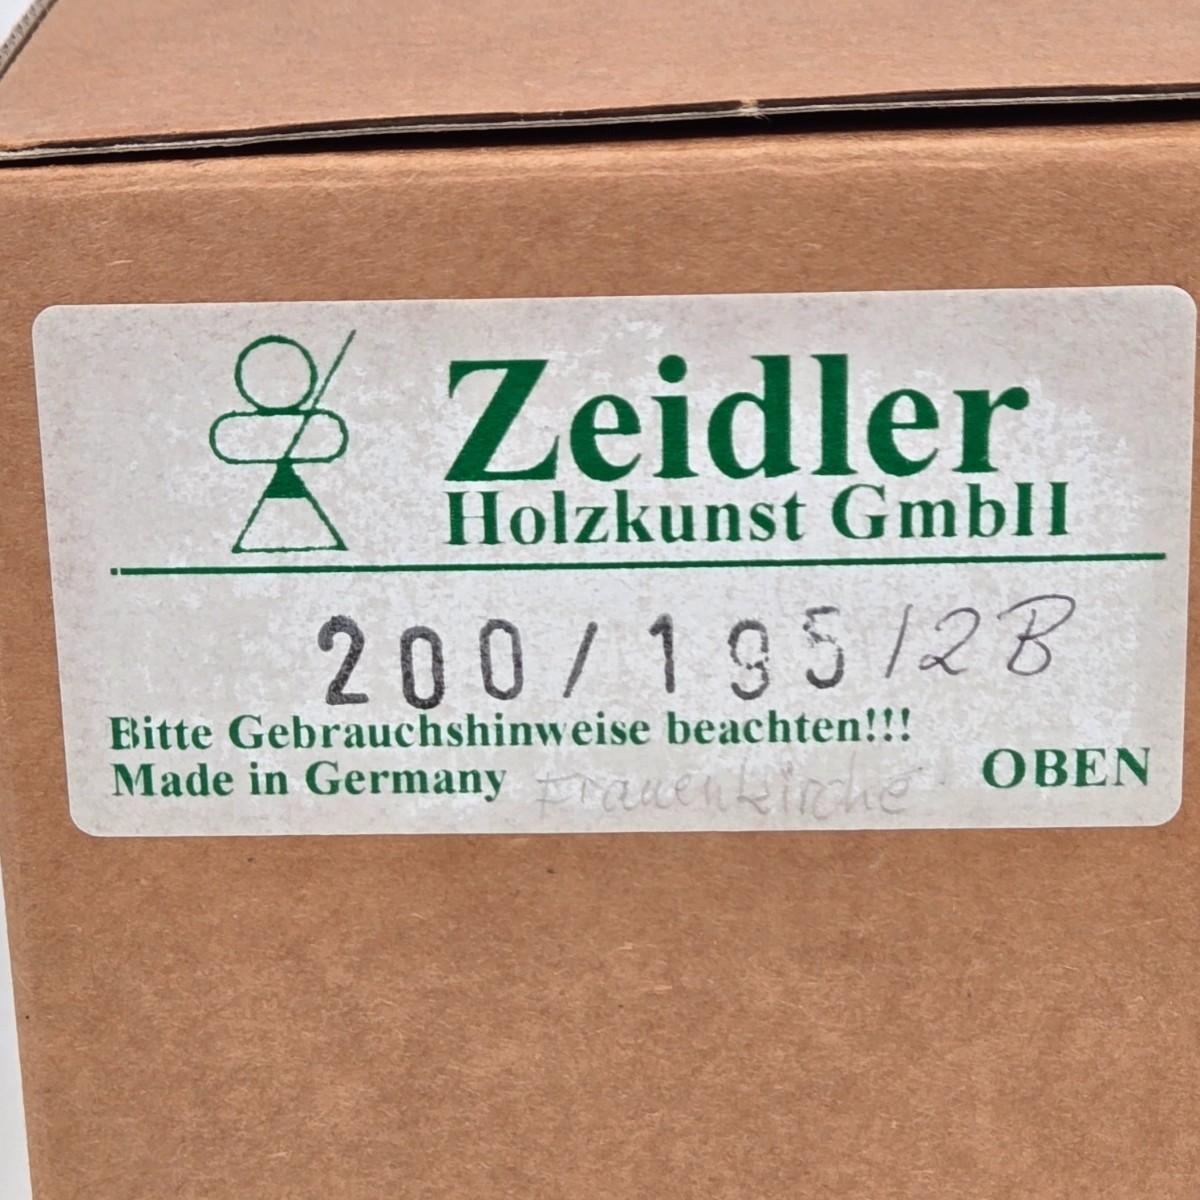 Zeidler
Holzkunst GmbH
200/195/2B
Bitte Gebrauchshinweise beachten!!!
Made in Germany Frauenkirche OBEN